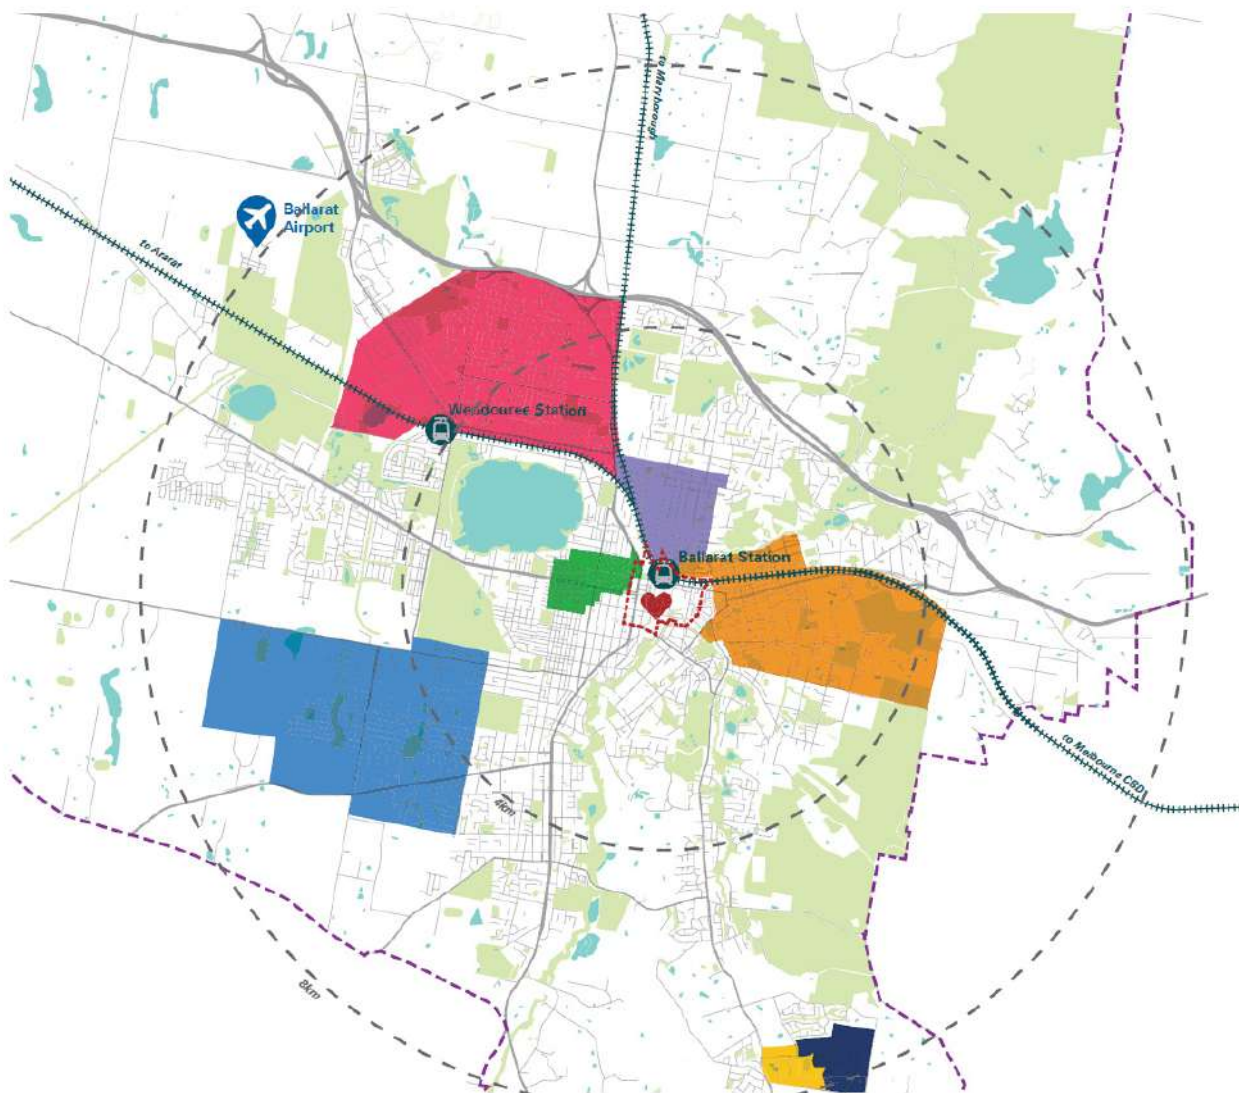 to Maryborough
Ballarat
Airport
to Ararat
Wendouree Station
Ballarat Station
to Melbourne CBD
4km
8km